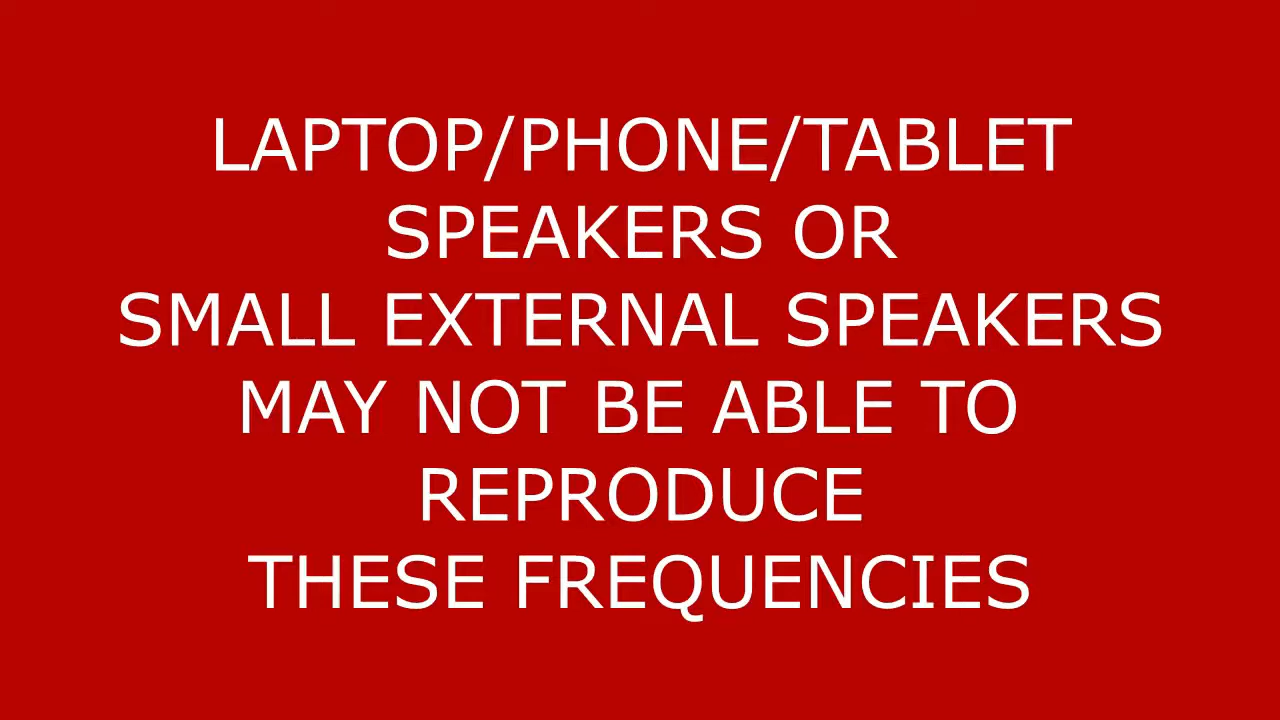 LAPTOP/PHONE/TABLET
SPEAKERS OR
SMALL EXTERNAL SPEAKERS
MAY NOT BE ABLE TO
REPRODUCE
THESE FREQUENCIES